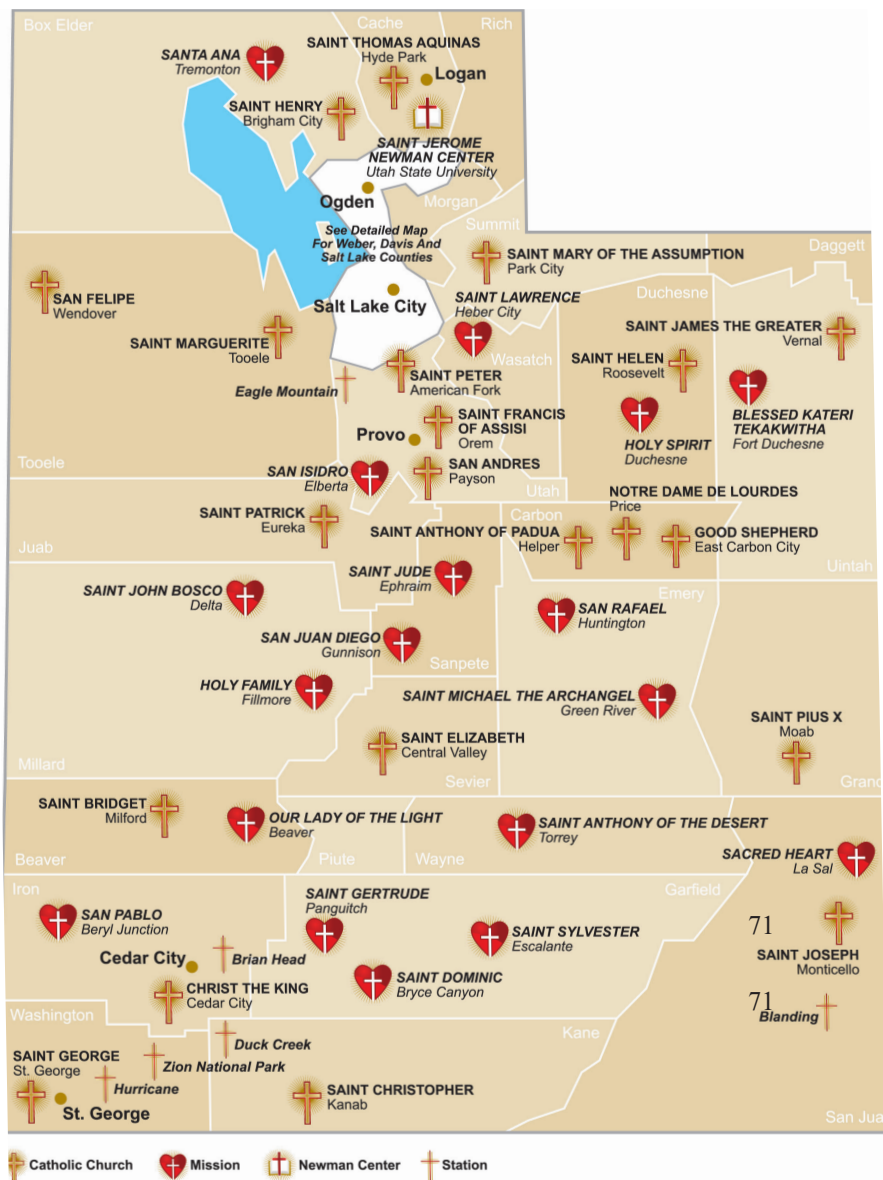 Box Elder
Cache
Rich
SANTA ANA
Tremonton
SAINT THOMAS AQUINAS
Hyde Park
Logan
SAINT HENRY
Brigham City
SAINT JEROME
NEWMAN CENTER
Utah State University
Ogden
Morgan
See Detailed Map
For Weber, Davis And
Salt Lake Counties
Summit
Daggett
SAINT MARY OF THE ASSUMPTION
Park City
SAN FELIPE
Wendover
Salt Lake City
SAINT LAWRENCE
Heber City
Duchesne
SAINT MARGUERITE
Tooele
SAINT JAMES THE GREATER
Vernal
Wasatch
SAINT HELEN
Roosevelt
SAINT PETER
American Fork
Eagle Mountain
BLESSED KATERI
TEKAKWITHA
Fort Duchesne
SAINT FRANCIS
OF ASSISI
Orem
Provo
HOLY SPIRIT
Duchesne
Tooele
SAN ISIDRO
Elberta
SAN ANDRES
Payson
Utah
NOTRE DAME DE LOURDES
Price
SAINT PATRICK
Eureka
Carbon
SAINT ANTHONY OF PADUA
Helper
GOOD SHEPHERD
East Carbon City
Juab
Uintah
SAINT JOHN BOSCO
Delta
SAINT JUDE
Ephraim
Emery
SAN RAFAEL
Huntington
SAN JUAN DIEGO
Gunnison
Sanpete
HOLY FAMILY
Fillmore
SAINT MICHAEL THE ARCHANGEL
Green River
SAINT PIUS X
Moab
SAINT ELIZABETH
Central Valley
Millard
Sevier
Grand
SAINT BRIDGET
Milford
OUR LADY OF THE LIGHT
Beaver
SAINT ANTHONY OF THE DESERT
Torrey
Beaver
Piute
Wayne
SACRED HEART
La Sal
Iron
SAINT GERTRUDE
Panguitch
Garfield
SAN PABLO
Beryl Junction
SAINT SYLVESTER
Escalante
71
SAINT JOSEPH
Monticello
Cedar City
Brian Head
SAINT DOMINIC
Bryce Canyon
CHRIST THE KING
Cedar City
71
Blanding
Washington
Duck Creek
Kane
SAINT GEORGE
St. George
Zion National Park
Hurricane
SAINT CHRISTOPHER
Kanab
St. George
San Jua
Catholic Church
Mission
Newman Center
Station